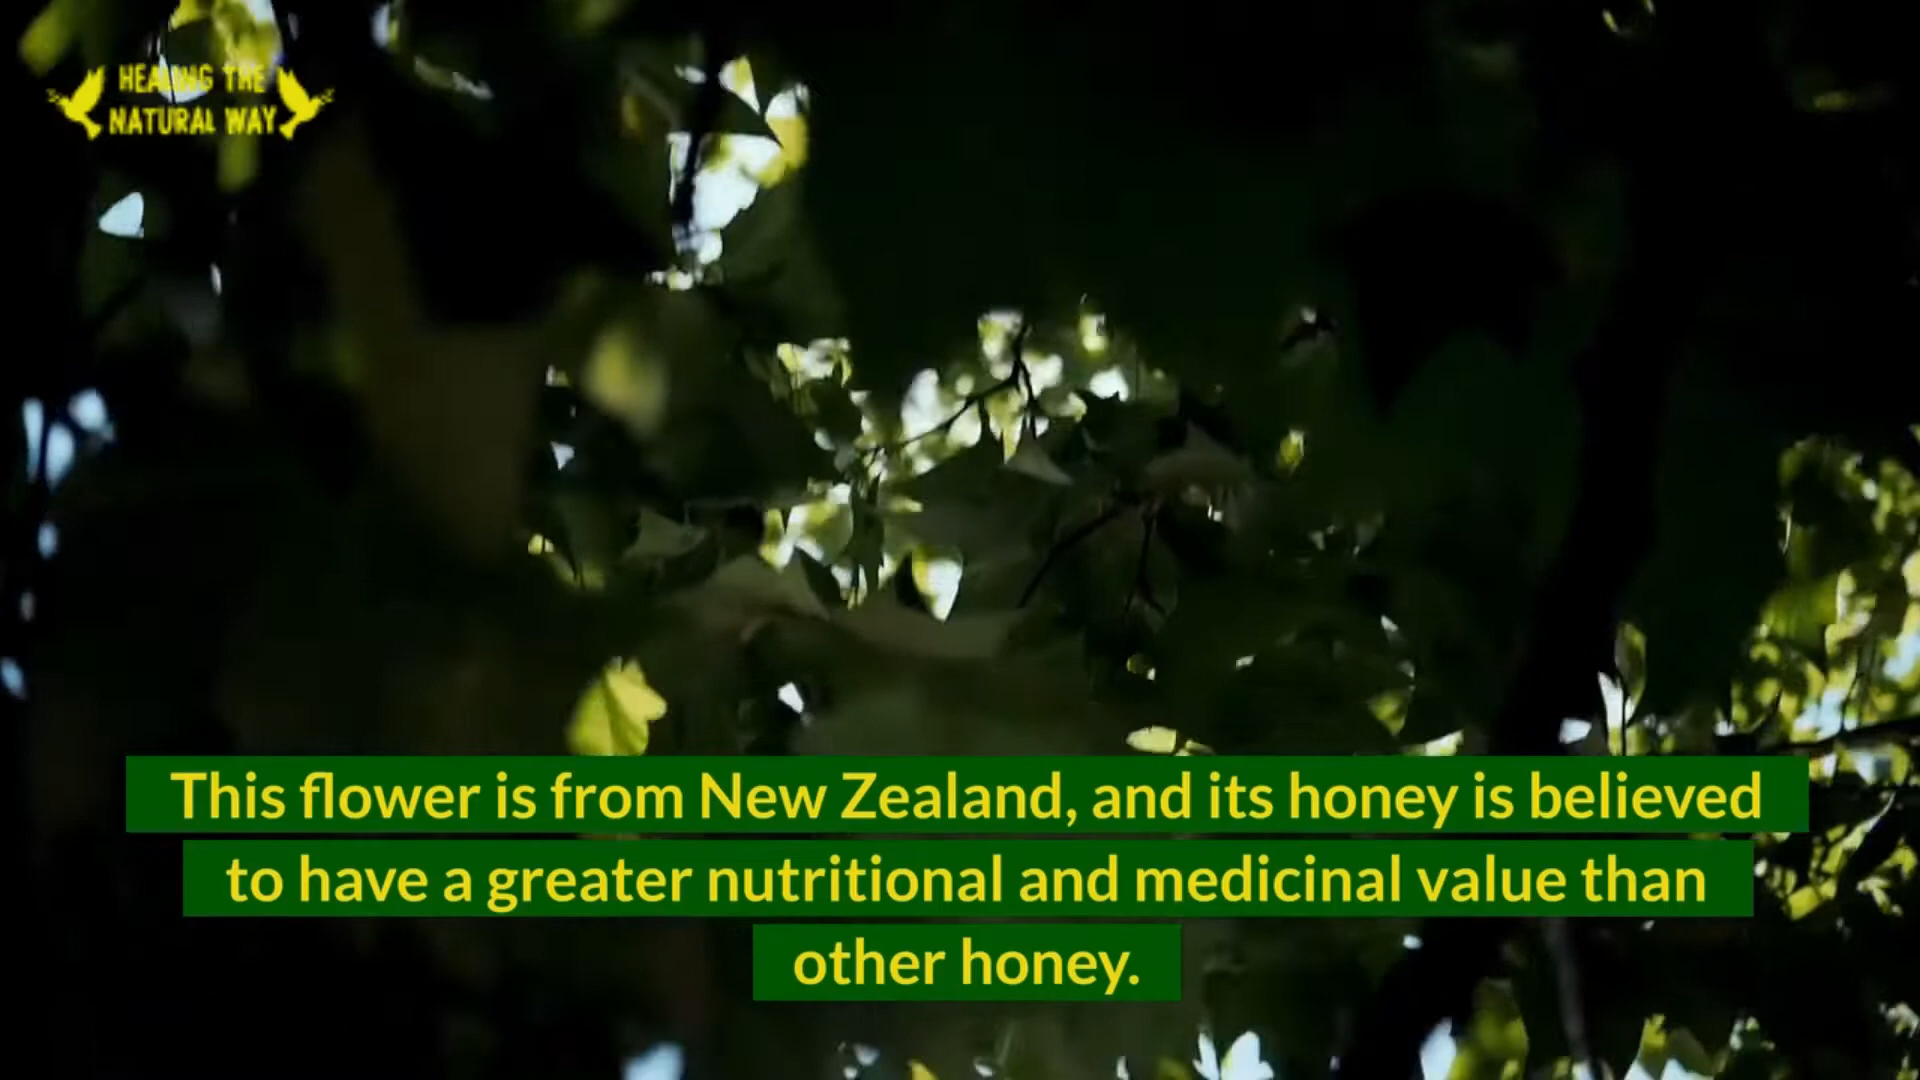 HEALING THE
NATURAL WAY
This flower is from New Zealand, and its honey is believed
to have a greater nutritional and medicinal value than
other honey.